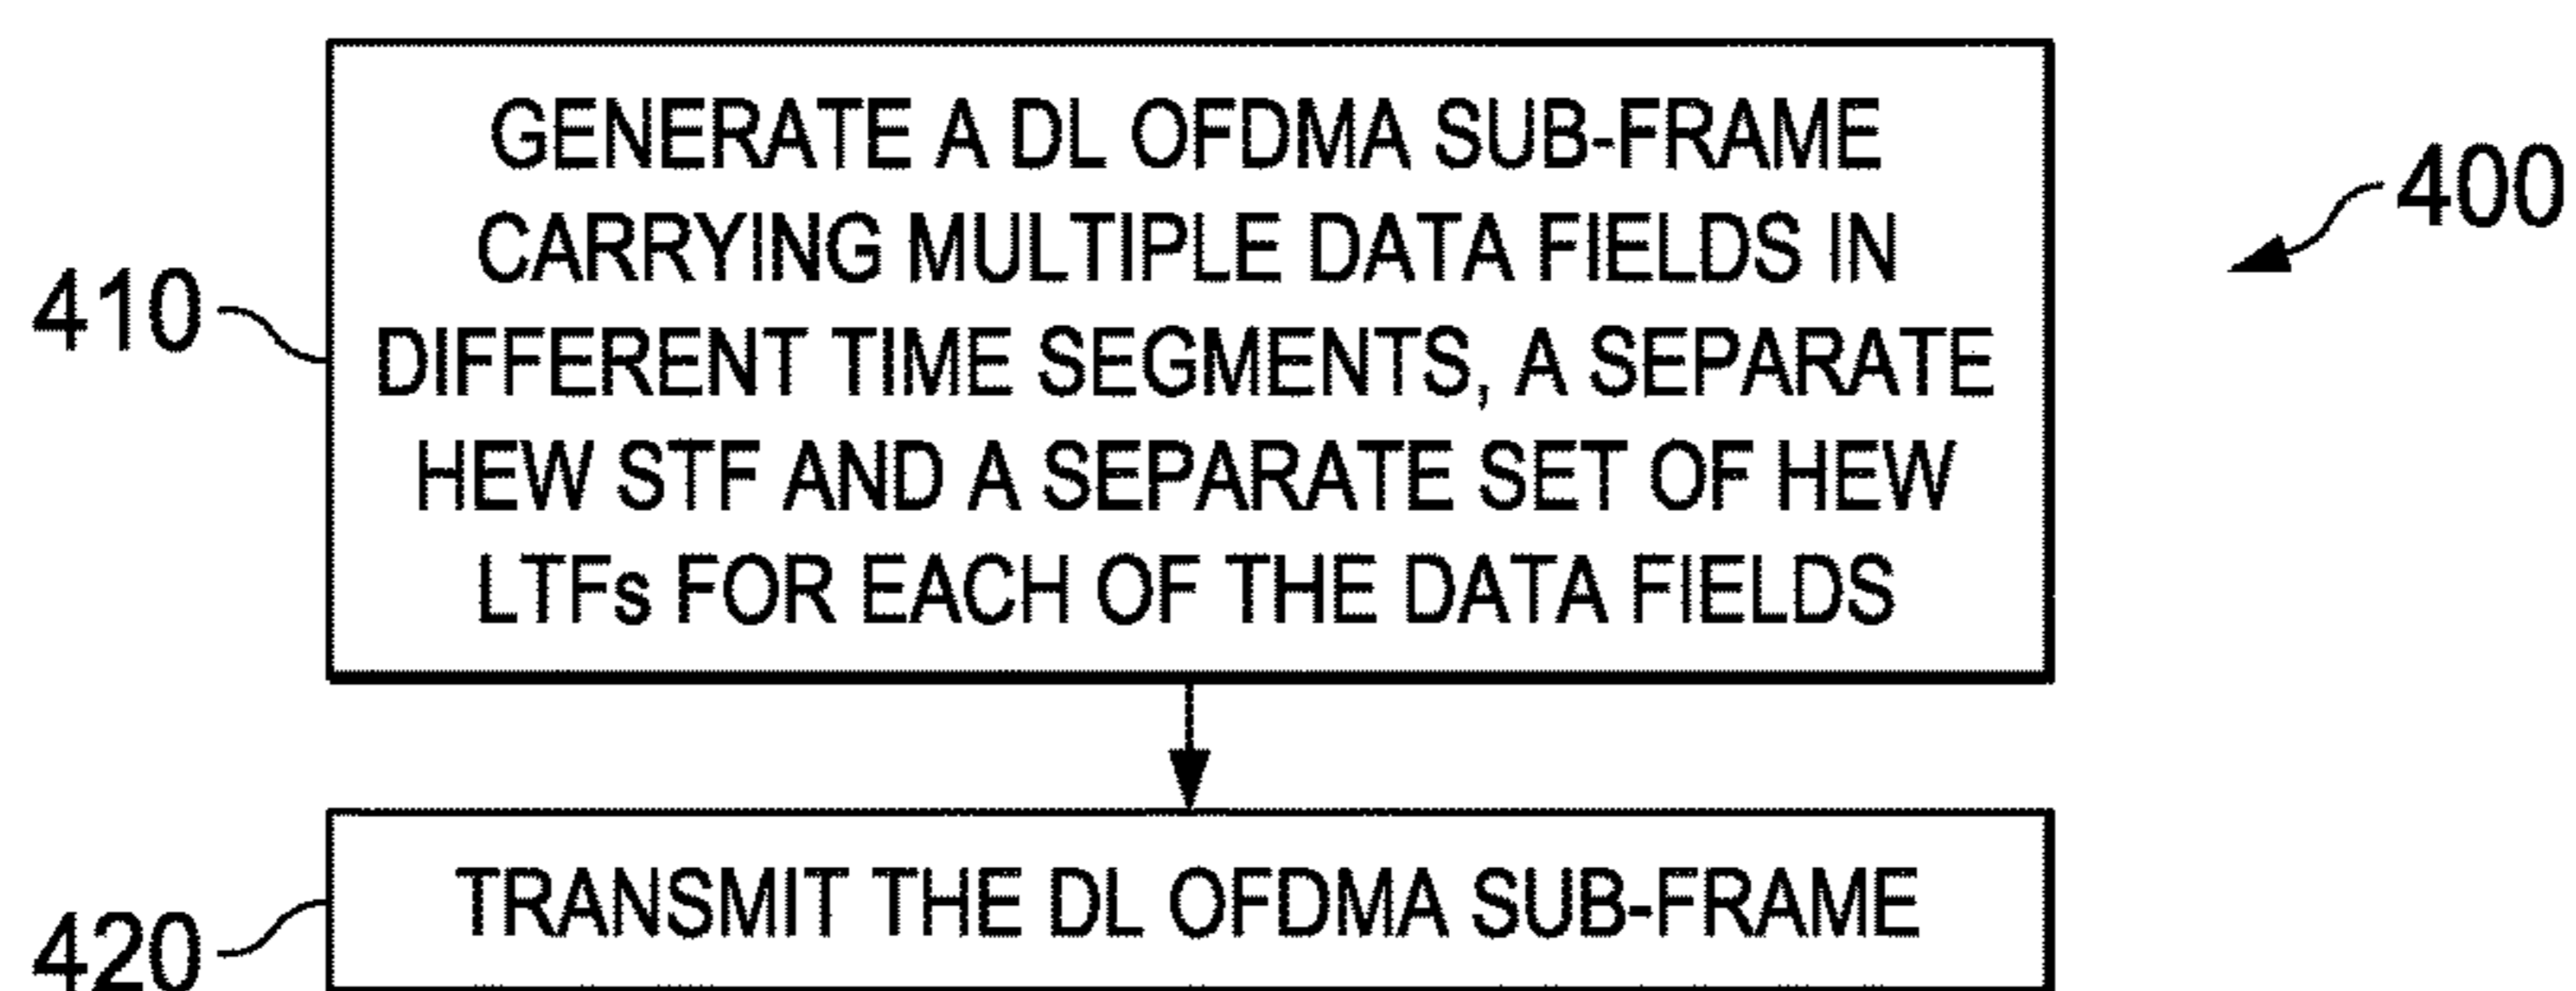 GENERATE A DL OFDMA SUB-FRAME
CARRYING MULTIPLE DATA FIELDS IN
DIFFERENT TIME SEGMENTS, A SEPARATE
HEW STF AND A SEPARATE SET OF HEW
LTFs FOR EACH OF THE DATA FIELDS
400
410
TRANSMIT THE DL OFDMA SUB-FRAME
420